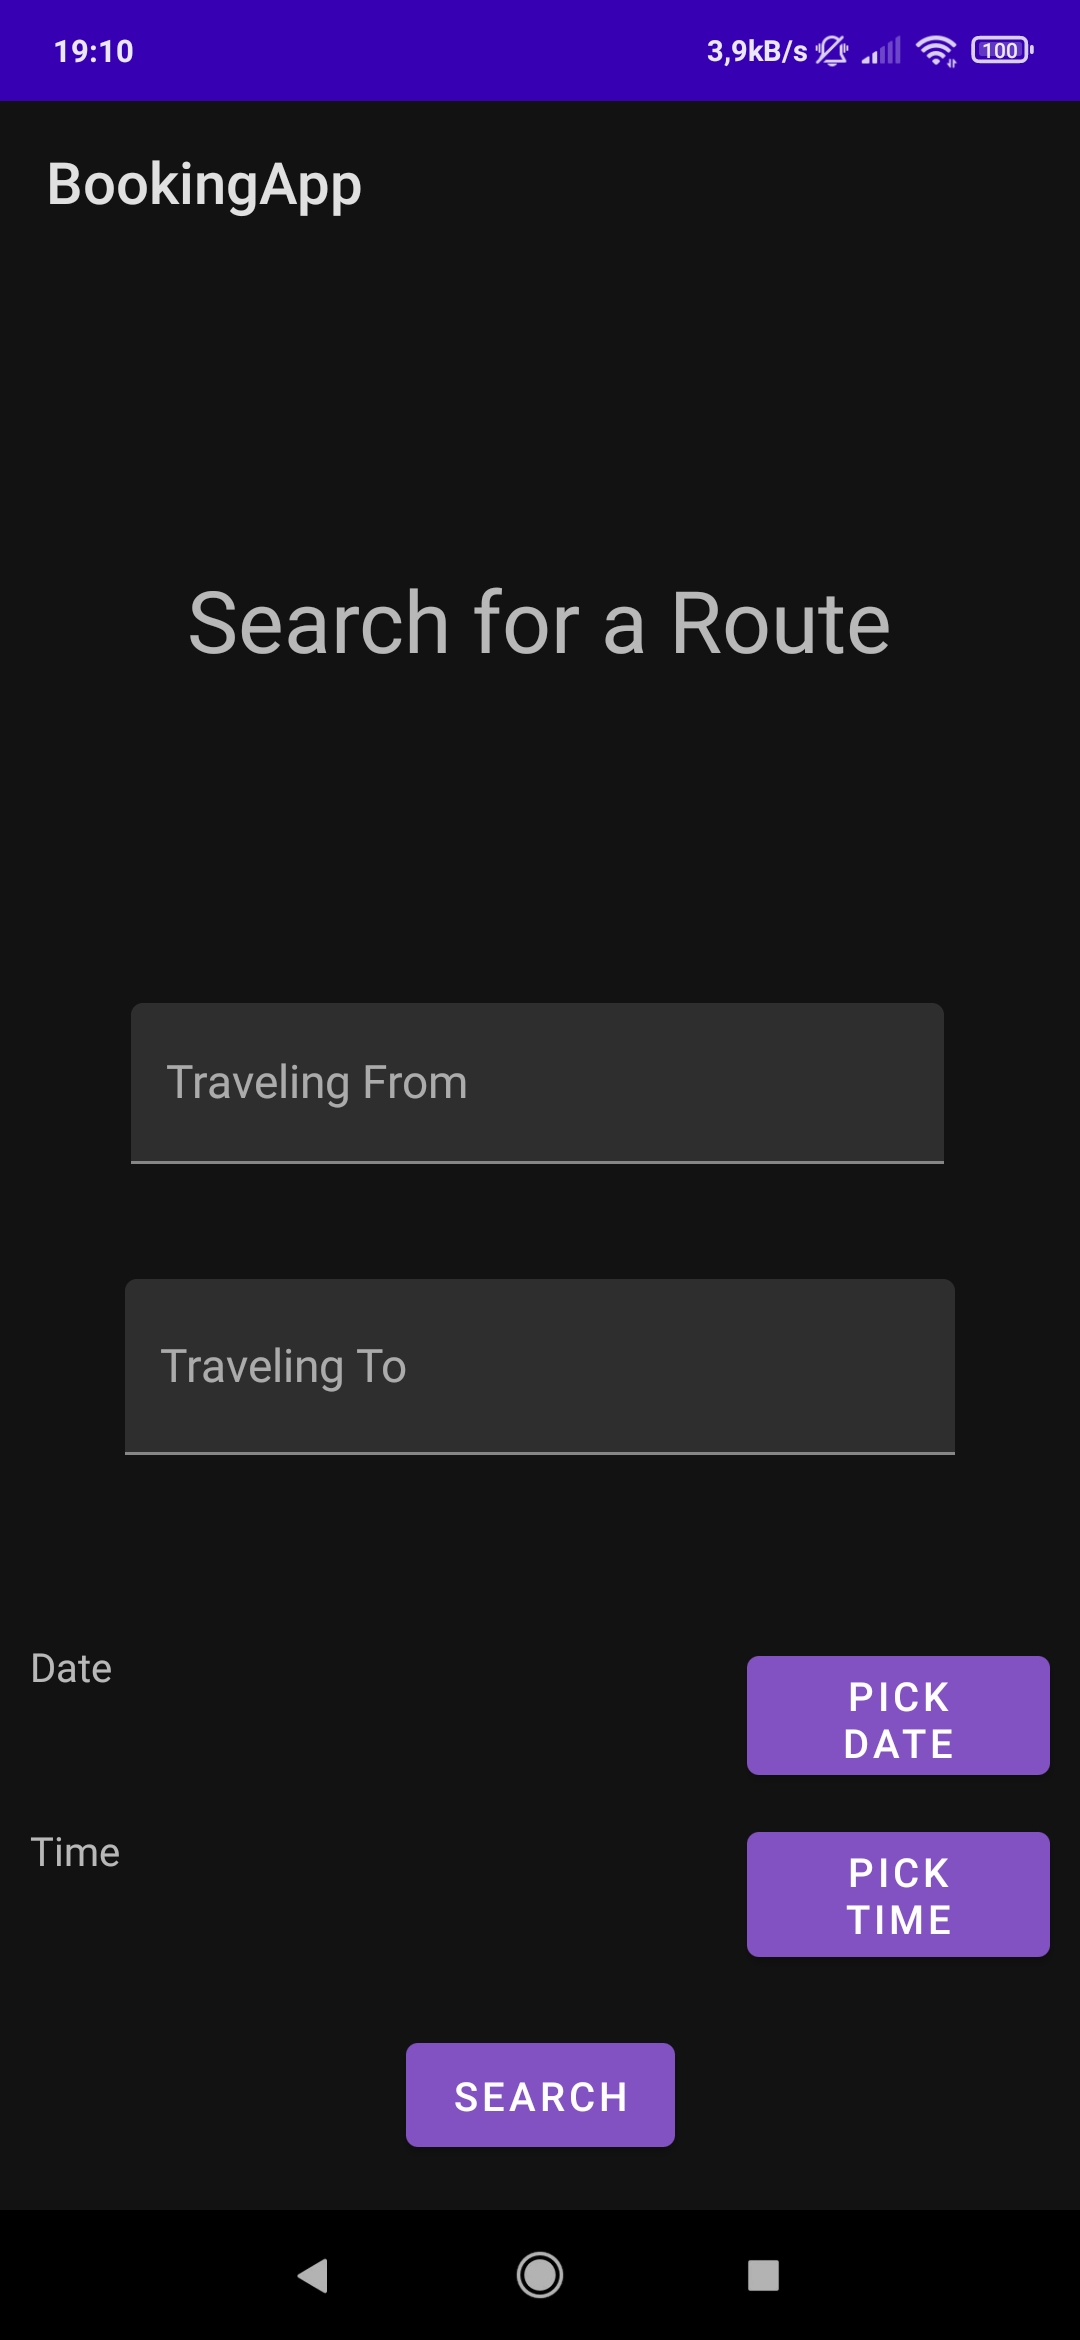 19:10
3,9kB/s
100
BookingApp
Search for a Route
Traveling From
Traveling To
Date
PICK
DATE
Time
PICK
TIME
SEARCH